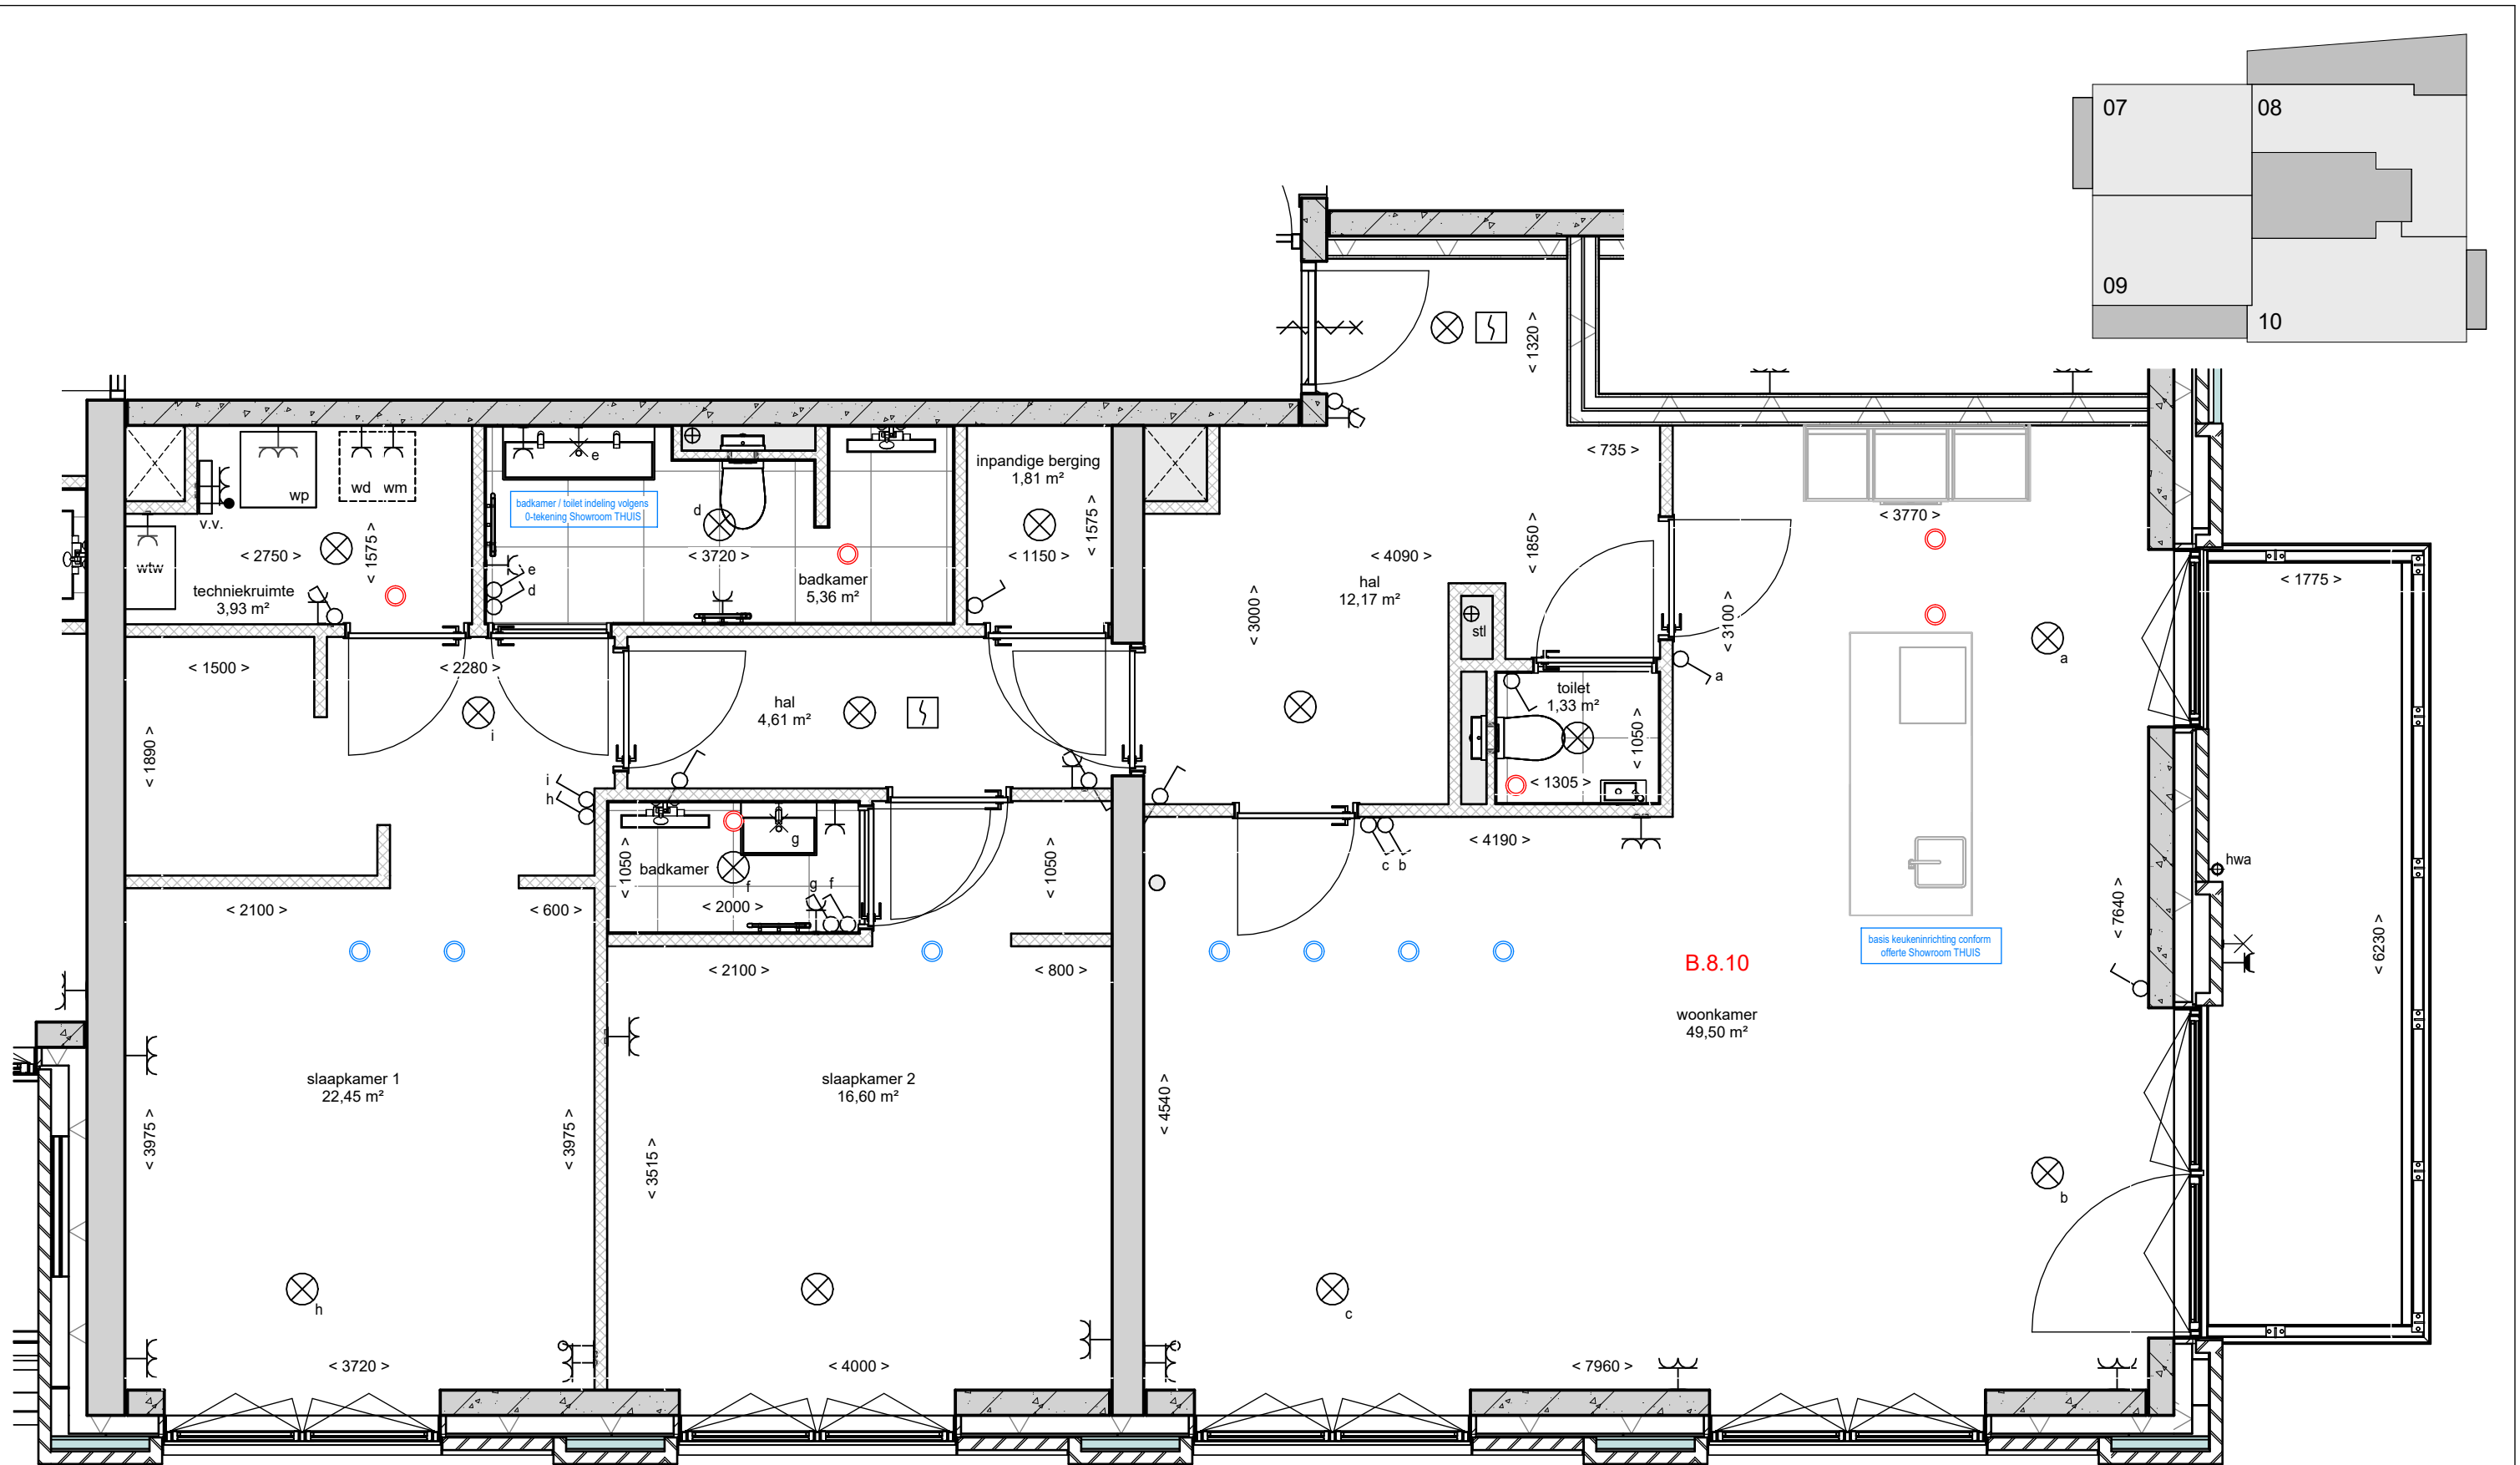 07
08
09
10
< 1320 >
< 735 >
wp
wd
wm
v.v.
wtw
< 2750 >
< 1575 >
techniekruimte
3,93 m²
e
badkamer / toilet indeling volgens
0-tekening Showroom THUIS
d
< 3720 >
e
d
badkamer
5,36 m²
inpandige berging
1,81 m²
< 1575 >
< 1150 >
< 4090 >
hal
12,17 m²
< 3000 >
< 1850 >
stl
< 3100 >
< 3770 >
< 1775 >
a
a
toilet
1,33 m²
< 1050 >
< 1305 >
< 1500 >
< 2280 >
i
hal
4,61 m²
< 1890 >
i
h
< 1050 >
badkamer
g
f
g
f
< 2000 >
< 1050 >
c
b
< 4190 >
hwa
< 2100 >
< 600 >
< 2100 >
< 800 >
< 7640 >
< 6230 >
basis keukeninrichting conform
offerte Showroom THUIS
B.8.10
woonkamer
49,50 m²
slaapkamer 1
22,45 m²
slaapkamer 2
16,60 m²
< 3975 >
< 3975 >
< 3515 >
< 4540 >
b
h
c
< 3720 >
< 4000 >
< 7960 >